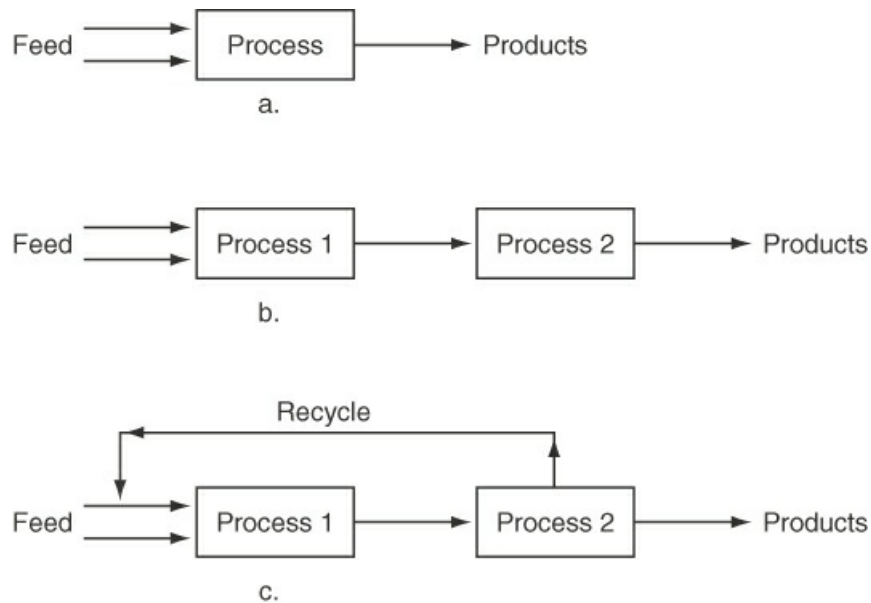 Feed
Process
Products
a.
Feed
Process 1
Process 2
Products
b.
Recycle
Feed
Process 1
Process 2
Products
c.